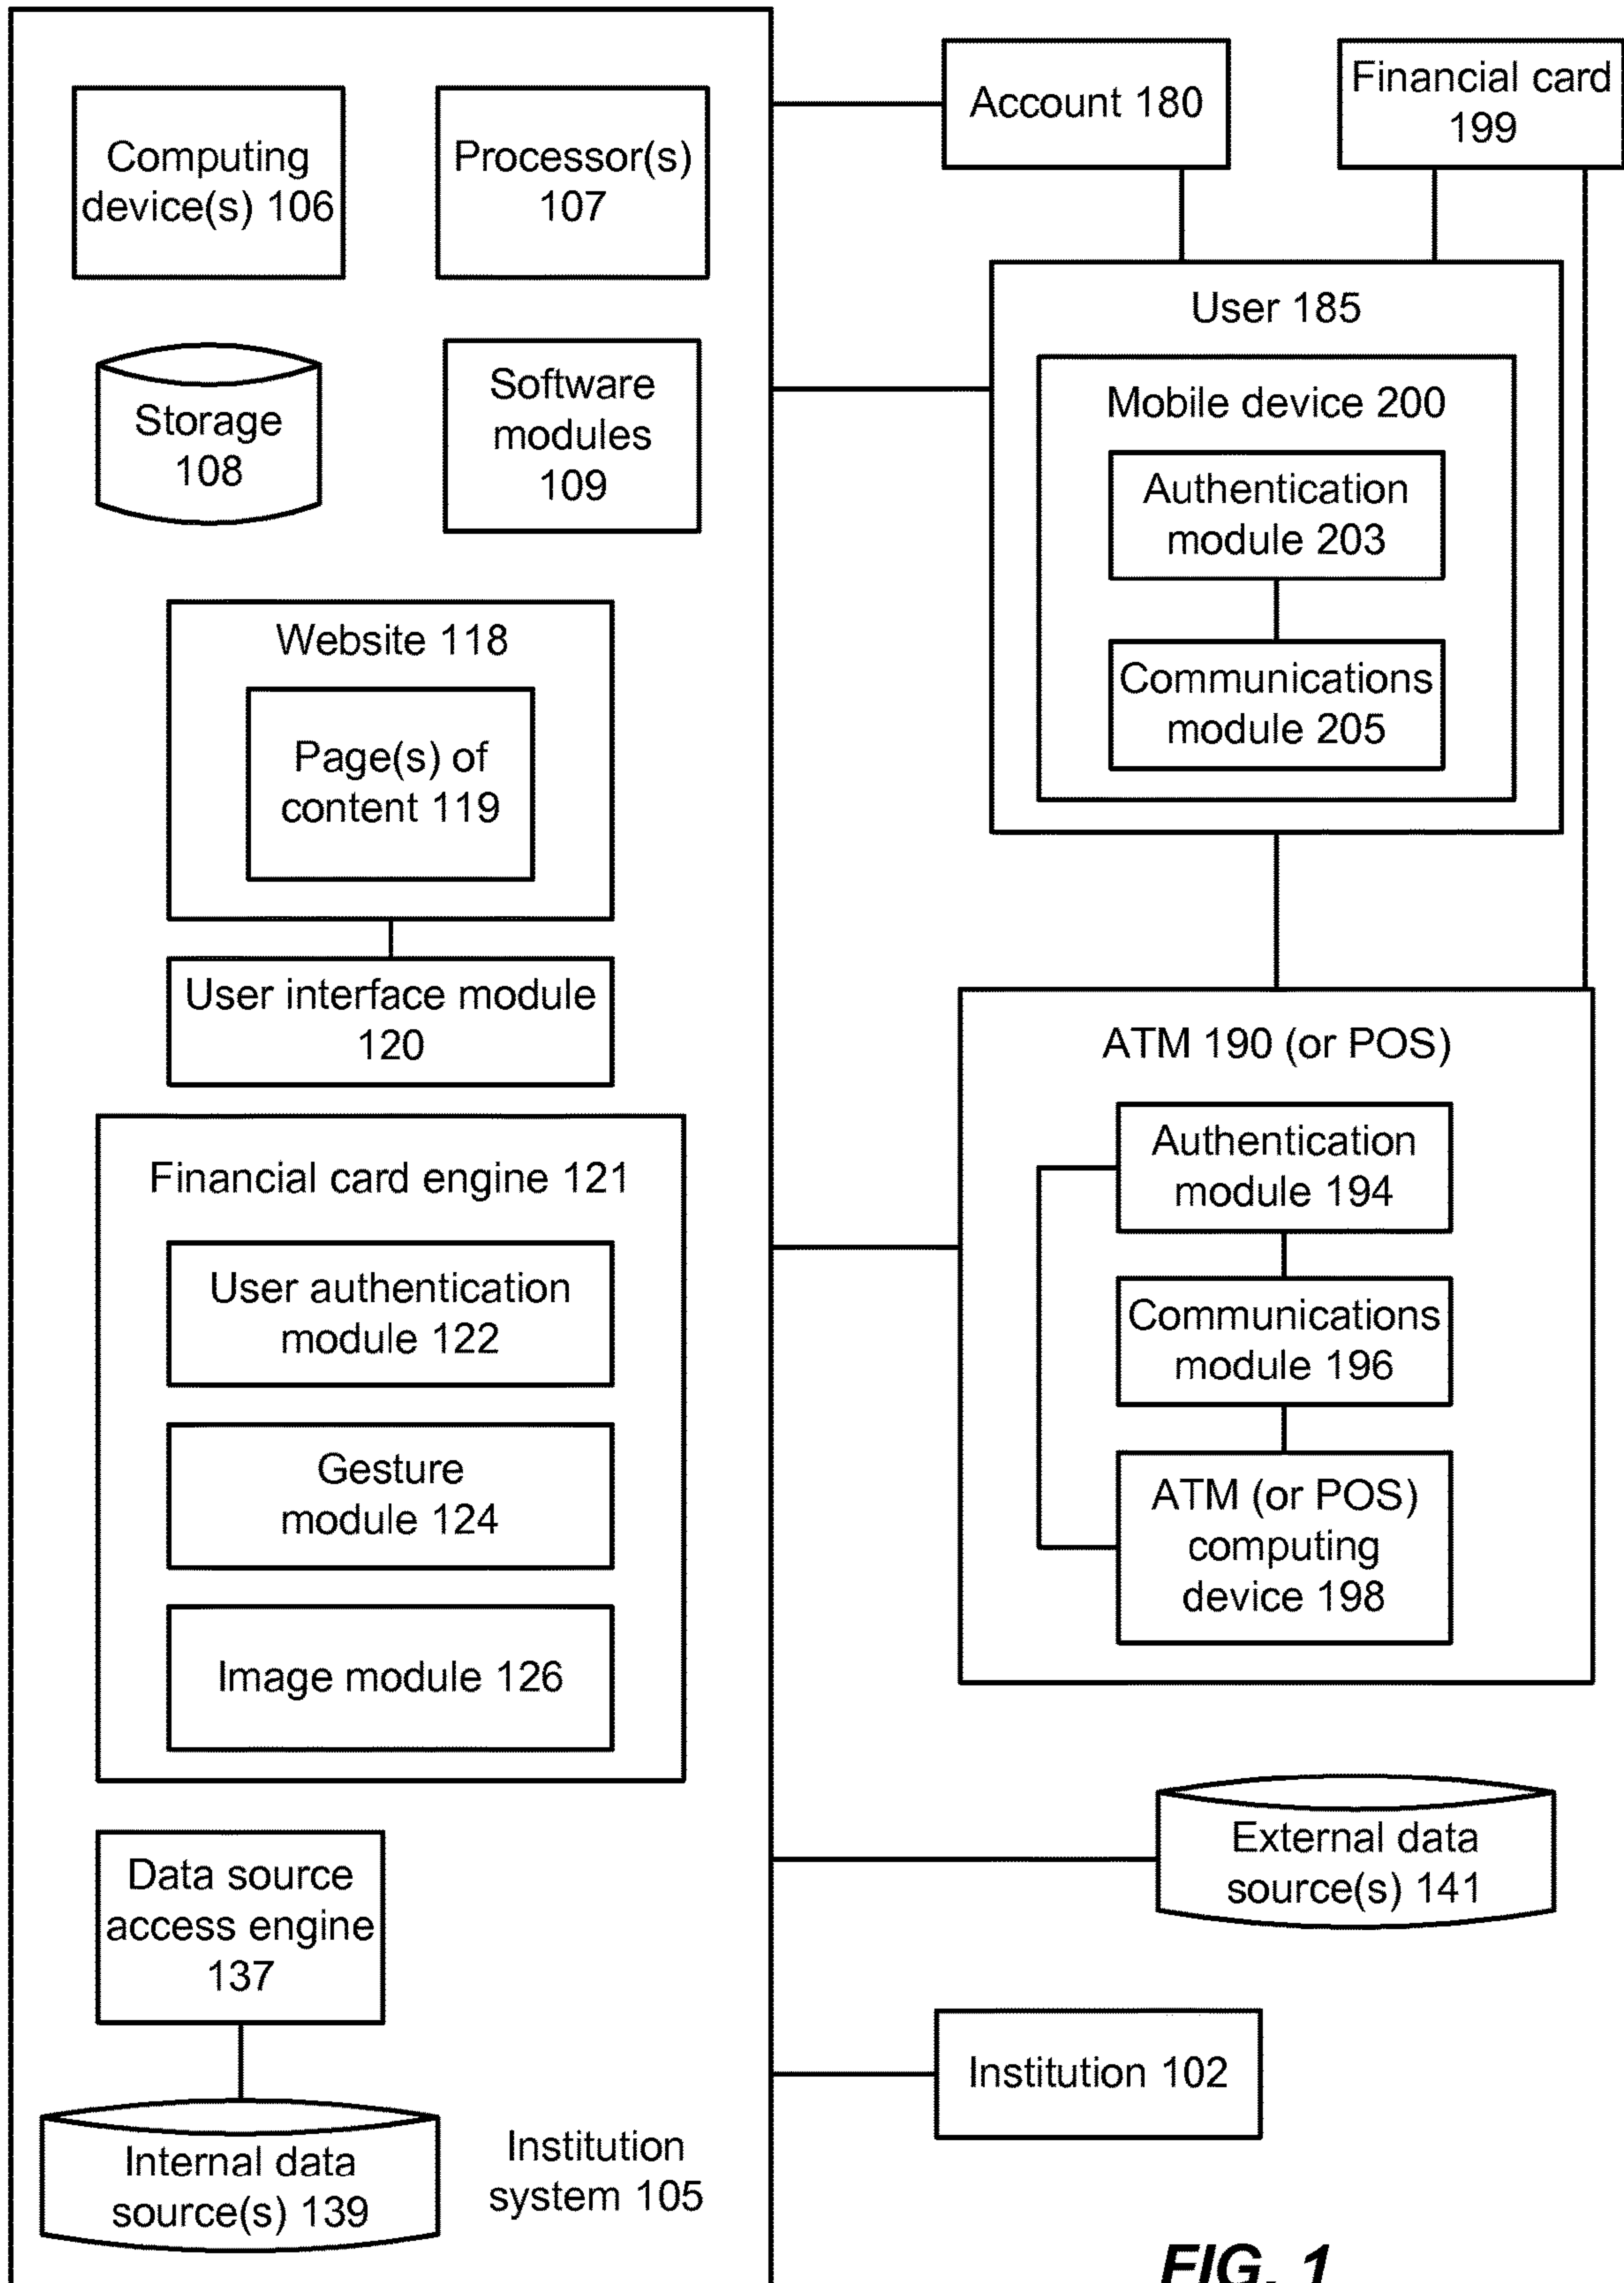 Computing
device(s) 106
Processor(s)
107
Storage
108
Software
modules
109
Website 118
Page(s) of
content 119
User interface module
120
Financial card engine 121
User authentication
module 122
Gesture
module 124
Image module 126
Data source
access engine
137
Internal data
source(s) 139
Institution
system 105
Account 180
Financial card
199
User 185
Mobile device 200
Authentication
module 203
Communications
module 205
ATM 190 (or POS)
Authentication
module 194
Communications
module 196
ATM (or POS)
computing
device 198
External data
source(s) 141
Institution 102
FIG. 1